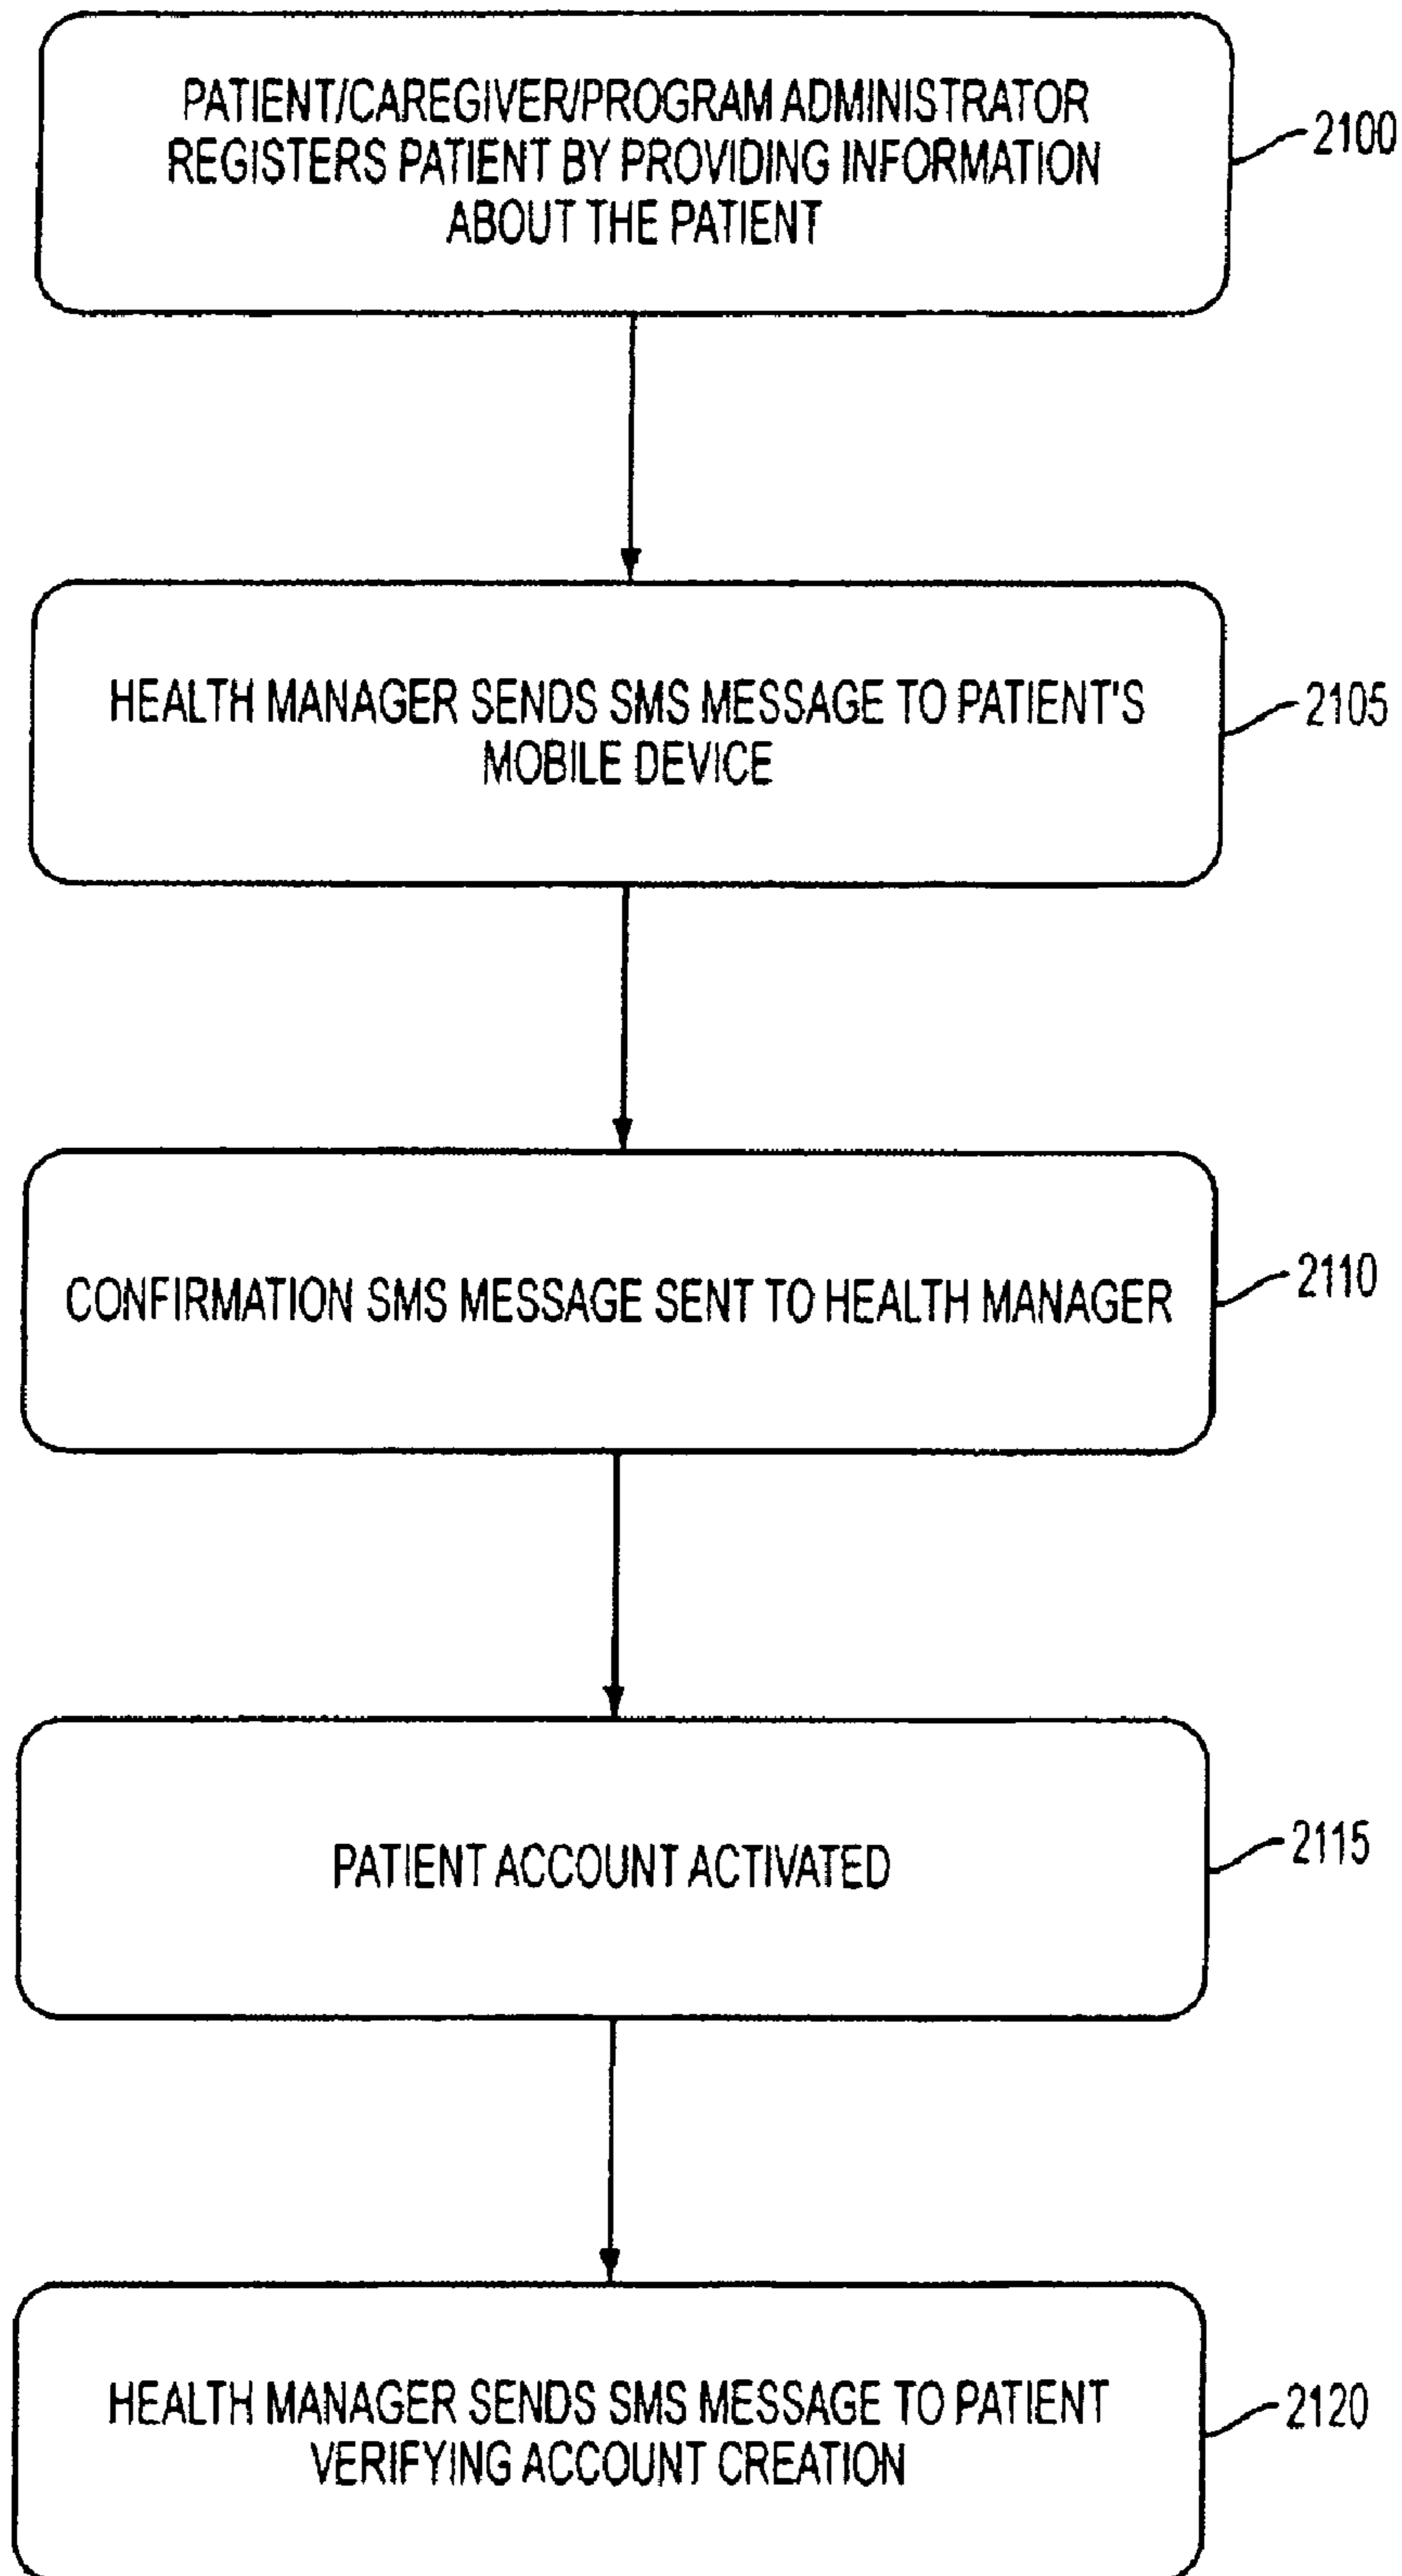 PATIENT/CAREGIVER/PROGRAM ADMINISTRATOR
REGISTERS PATIENT BY PROVIDING INFORMATION
ABOUT THE PATIENT
2100
HEALTH MANAGER SENDS SMS MESSAGE TO PATIENT'S
MOBILE DEVICE
2105
CONFIRMATION SMS MESSAGE SENT TO HEALTH MANAGER
2110
PATIENT ACCOUNT ACTIVATED
2115
HEALTH MANAGER SENDS SMS MESSAGE TO PATIENT
VERIFYING ACCOUNT CREATION
2120